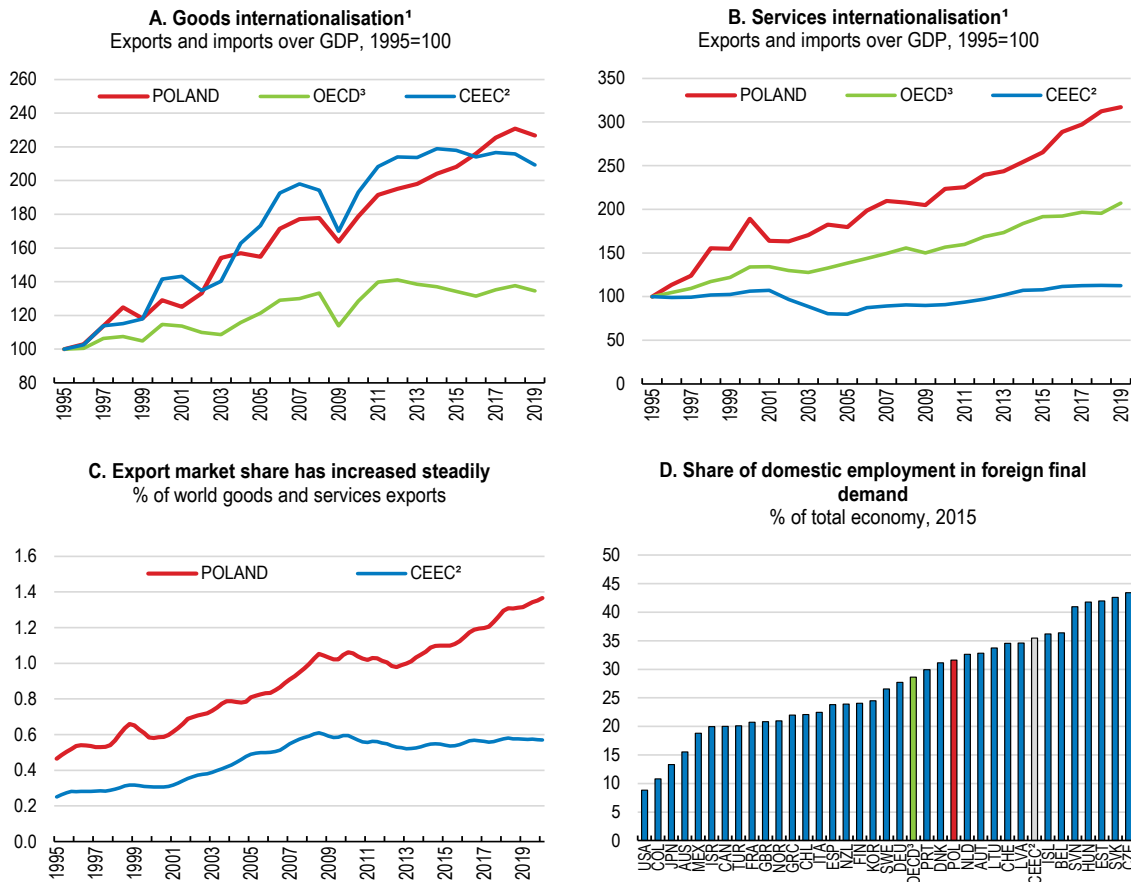 A. Goods internationalisation¹
Exports and imports over GDP, 1995=100
260
240
220
200
180
160
140
120
100
80
POLAND OECD³ CEEC²
1995 1997 1999 2001 2003 2005 2007 2009 2011 2013 2015 2017 2019
B. Services internationalisation¹
Exports and imports over GDP, 1995=100
350
300
250
200
150
100
50
0
POLAND OECD³ CEEC²
1995 1997 1999 2001 2003 2005 2007 2009 2011 2013 2015 2017 2019
C. Export market share has increased steadily
% of world goods and services exports
1.6
1.4
1.2
1.0
0.8
0.6
0.4
0.2
0.0
POLAND CEEC²
1995 1997 1999 2001 2003 2005 2007 2009 2011 2013 2015 2017 2019
D. Share of domestic employment in foreign final
demand
% of total economy, 2015
50
45
40
35
30
25
20
15
10
5
0
USA COL JPN AUS MEX ISR CAN TUR FRA GBR NOR GRC CHL ITA ESP NZL FIN KOR SWE DEU OECD³ PRT DNK POL NLD AUT LTU CHE LVA CEEC² ISL BEL SVN HUN EST SVK CZE